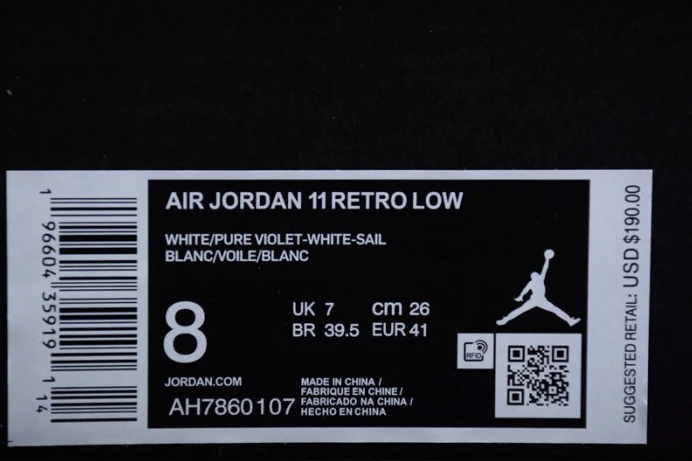 1 96604 35919 1 14
AIR JORDAN 11 RETRO LOW
WHITE/PURE VIOLET-WHITE-SAIL
BLANC/VOILE/BLANC
8
UK 7 cm 26
BR 39.5 EUR 41
RFID
JORDAN.COM
AH7860107
MADE IN CHINA /
FABRIQUE EN CHINE /
FABRICADO NA CHINA /
HECHO EN CHINA
SUGGESTED RETAIL: USD $190.00